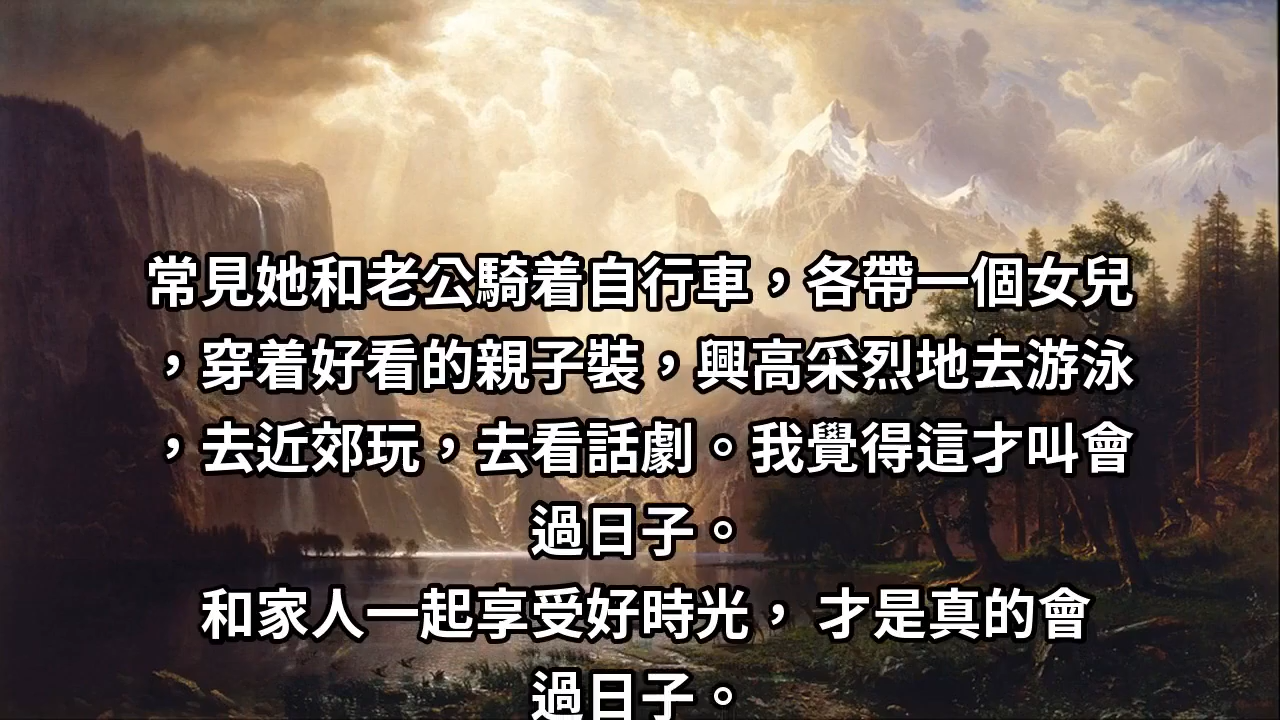 常見她和老公騎着自行車，各帶一個女兒
，穿着好看的親子裝，興高采烈地去游泳
，去近郊玩，去看話劇。我覺得這才叫會
過日子。
和家人一起享受好時光， 才是真的會
過日子。